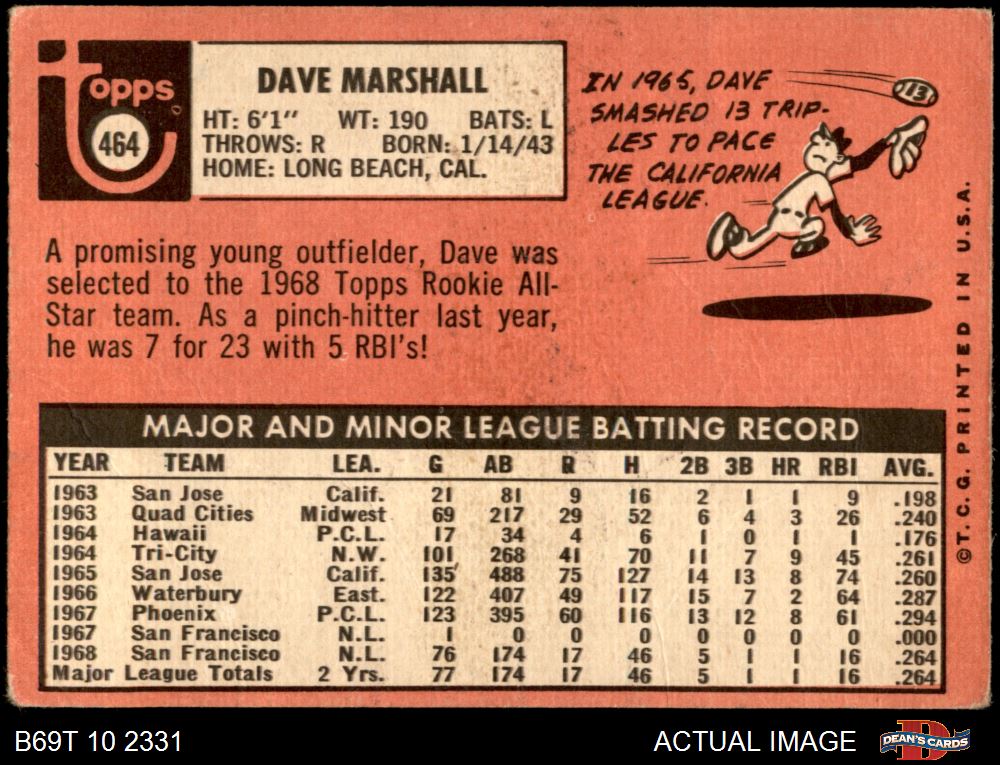 Topps
464
DAVE MARSHALL
HT: 6'1" WT: 190 BATS: L
THROWS: R BORN: 1/14/43
HOME: LONG BEACH, CAL.
IN 1965, DAVE
SMASHED 13 TRIP-
LES TO PACE
THE CALIFORNIA
LEAGUE.
13
A promising young outfielder, Dave was
selected to the 1968 Topps Rookie All-
Star team. As a pinch-hitter last year,
he was 7 for 23 with 5 RBI's!
MAJOR AND MINOR LEAGUE BATTING RECORD
YEAR TEAM LEA. G AB R H 2B 3B HR RBI AVG.
1963 San Jose Calif. 21 81 9 16 2 1 1 9 .198
1963 Quad Cities Midwest 69 217 29 52 6 4 3 26 .240
1964 Hawaii P.C.L. 17 34 4 6 1 0 1 1 .176
1964 Tri-City N.W. 101 268 41 70 11 7 9 45 .261
1965 San Jose Calif. 135 488 75 127 14 13 8 74 .260
1966 Waterbury East. 122 407 49 117 15 7 2 64 .287
1967 Phoenix P.C.L. 123 395 60 116 13 12 8 61 .294
1967 San Francisco N.L. 1 0 0 0 0 0 0 0 .000
1968 San Francisco N.L. 76 174 17 46 5 1 1 16 .264
Major League Totals 2 Yrs. 77 174 17 46 5 1 1 16 .264
©T.C.G. PRINTED IN U.S.A.
B69T 10 2331
ACTUAL IMAGE
DEAN'S CARDS